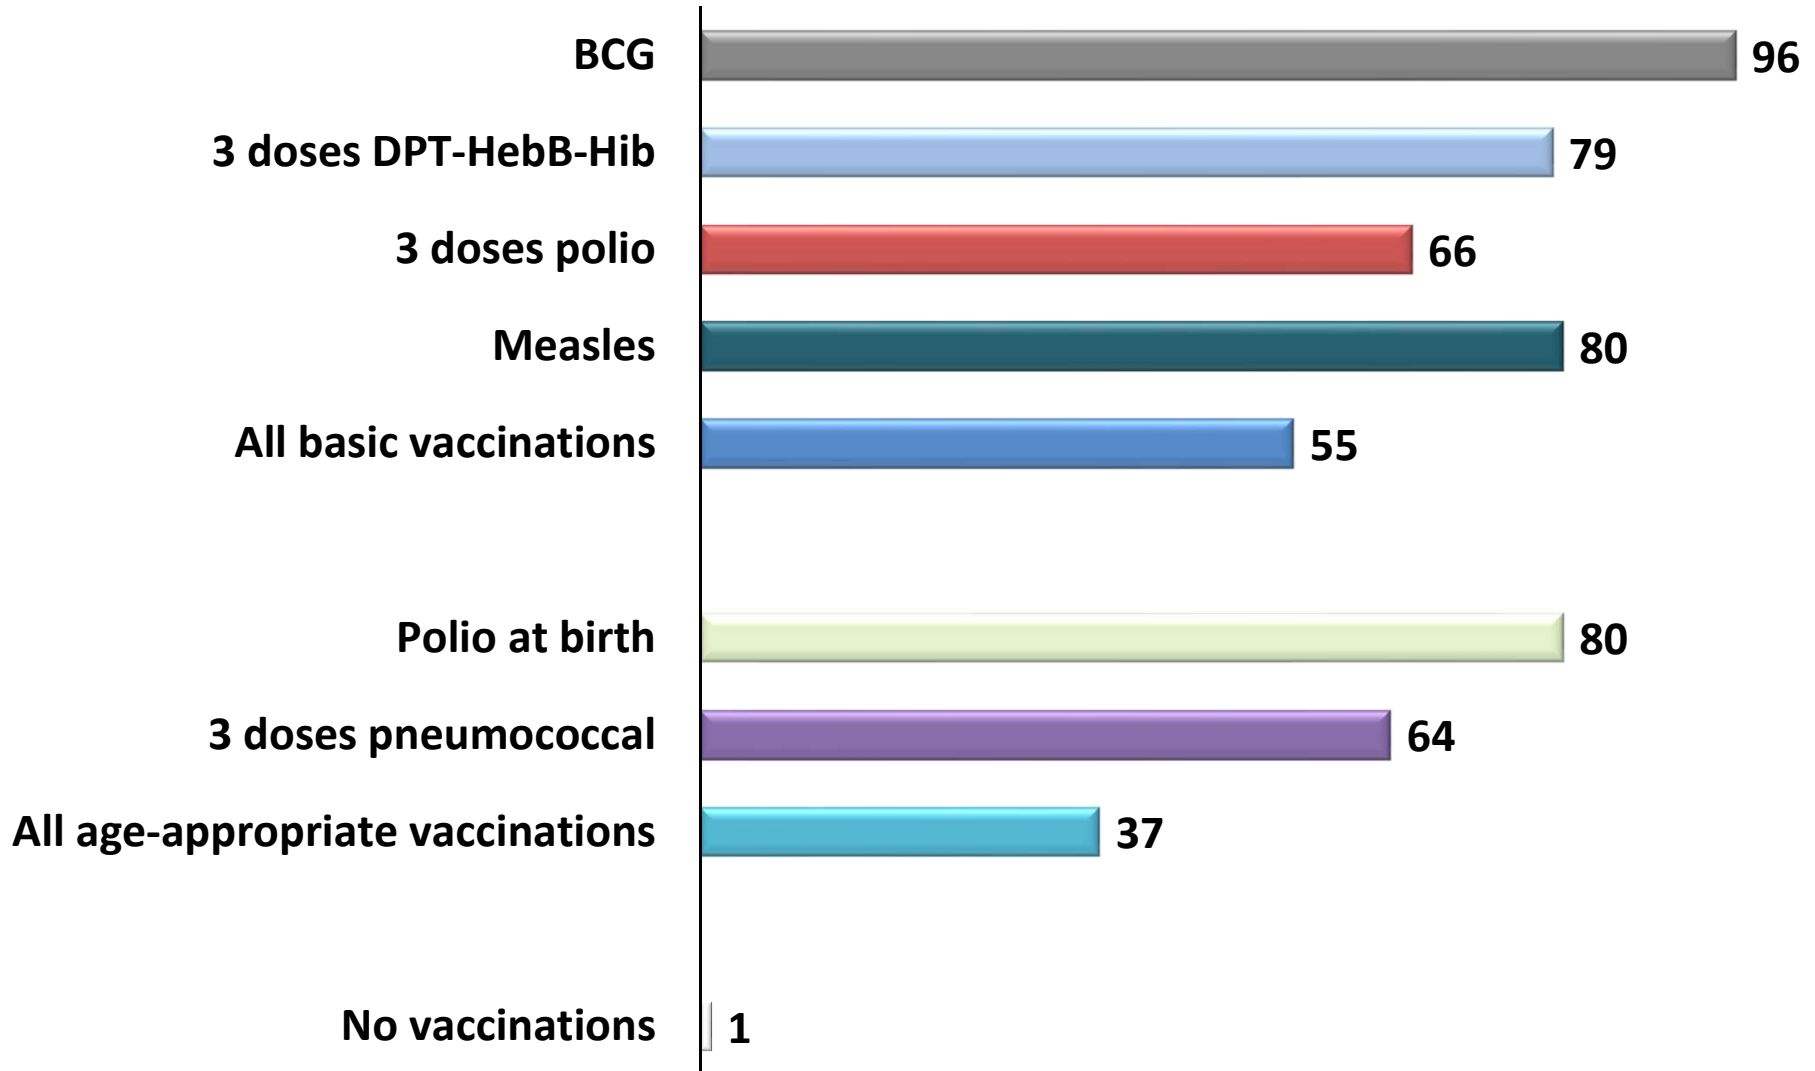 BCG 96
3 doses DPT-HebB-Hib 79
3 doses polio 66
Measles 80
All basic vaccinations 55
Polio at birth 80
3 doses pneumococcal 64
All age-appropriate vaccinations 37
No vaccinations 1